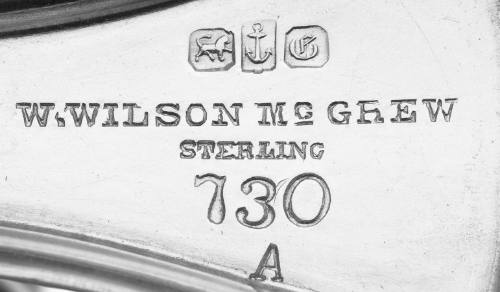 G
W. WILSON MCGREW
STERLING
730
A